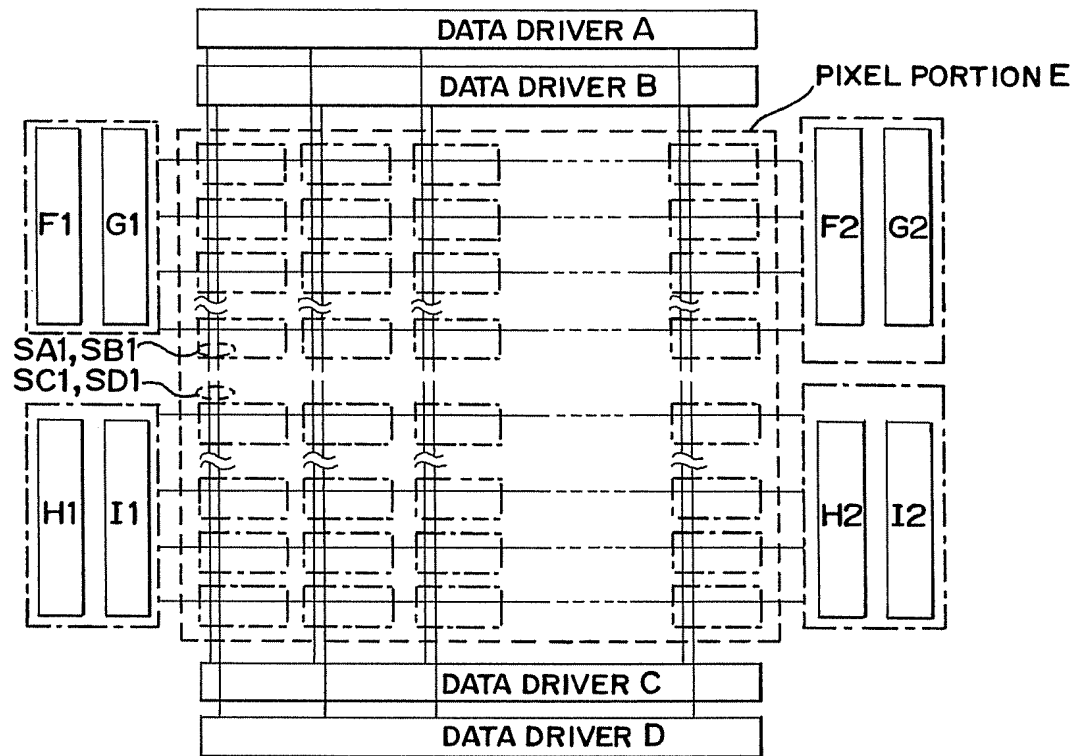 DATA DRIVER A
DATA DRIVER B
PIXEL PORTION E
F1 G1
F2 G2
SA1, SB1
SC1, SD1
H1 I1
H2 I2
DATA DRIVER C
DATA DRIVER D